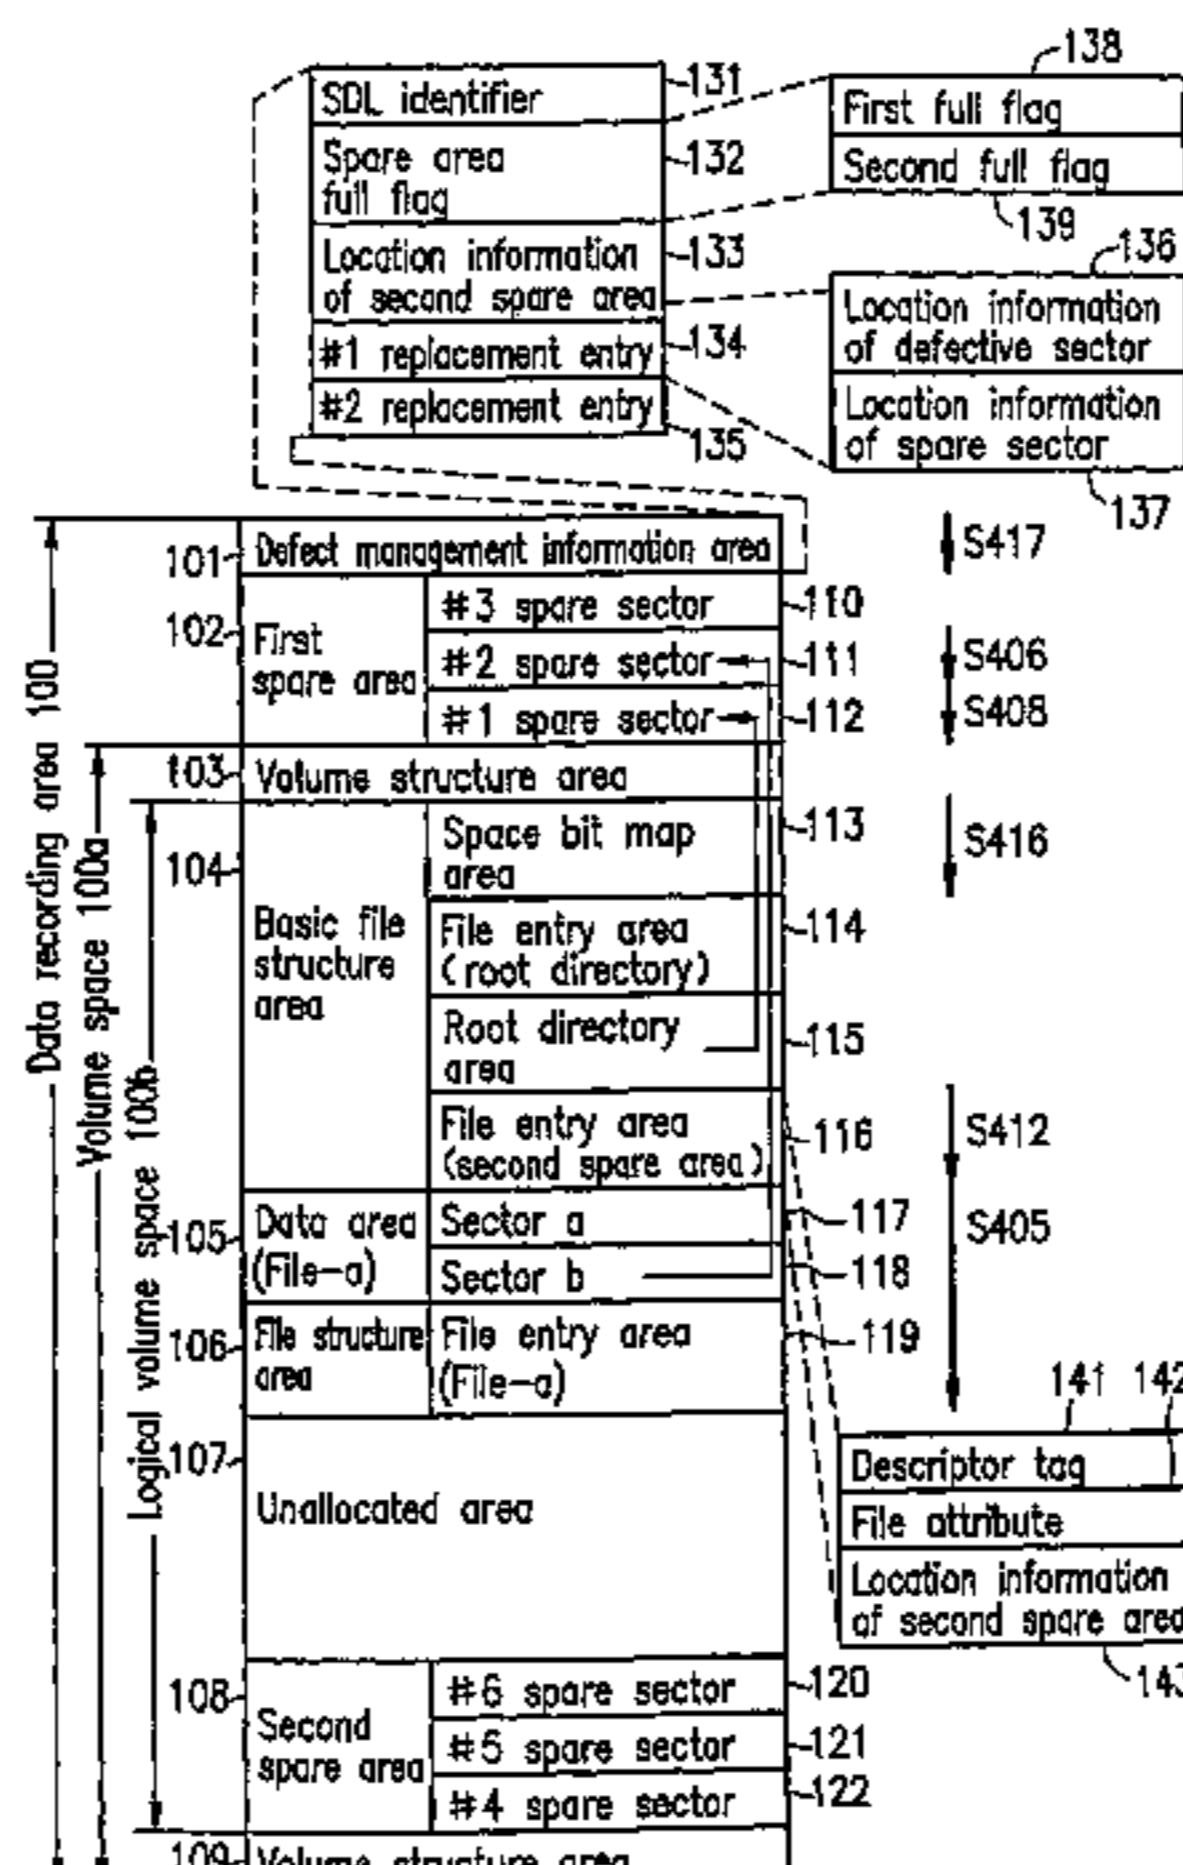 138
SDL identifier
131
First full flag
Spare area
full flag
132
Second full flag
139
Location information
of second spare area
133
136
Location information
of defective sector
#1 replacement entry
134
#2 replacement entry
135
Location information
of spare sector
137
101
Defect management information area
S417
102
First
spare area
#3 spare sector
110
#2 spare sector
111
S406
#1 spare sector
112
S408
103
Volume structure area
Data recording area 100
Volume space 100a
Logical volume space 100b
104
Basic file
structure
area
Space bit map
area
113
S416
File entry area
(root directory)
114
Root directory
area
115
File entry area
(second spare area)
116
S412
105
Data area
(File-a)
Sector a
117
S405
Sector b
118
106
File structure
area
File entry area
(File-a)
119
141
142
107
Unallocated area
Descriptor tag
File attribute
Location information
of second spare area
143
108
Second
spare area
#6 spare sector
120
#5 spare sector
121
#4 spare sector
122
109
Volume structure area